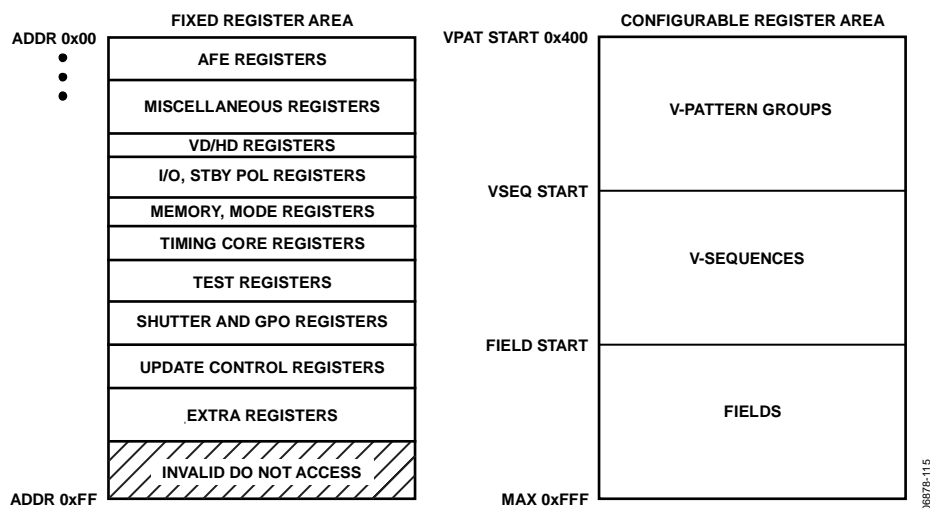 FIXED REGISTER AREA
ADDR 0x00
AFE REGISTERS
MISCELLANEOUS REGISTERS
VD/HD REGISTERS
I/O, STBY POL REGISTERS
MEMORY, MODE REGISTERS
TIMING CORE REGISTERS
TEST REGISTERS
SHUTTER AND GPO REGISTERS
UPDATE CONTROL REGISTERS
EXTRA REGISTERS
INVALID DO NOT ACCESS
ADDR 0xFF
CONFIGURABLE REGISTER AREA
VPAT START 0x400
V-PATTERN GROUPS
VSEQ START
V-SEQUENCES
FIELD START
FIELDS
MAX 0xFFF
06878-115